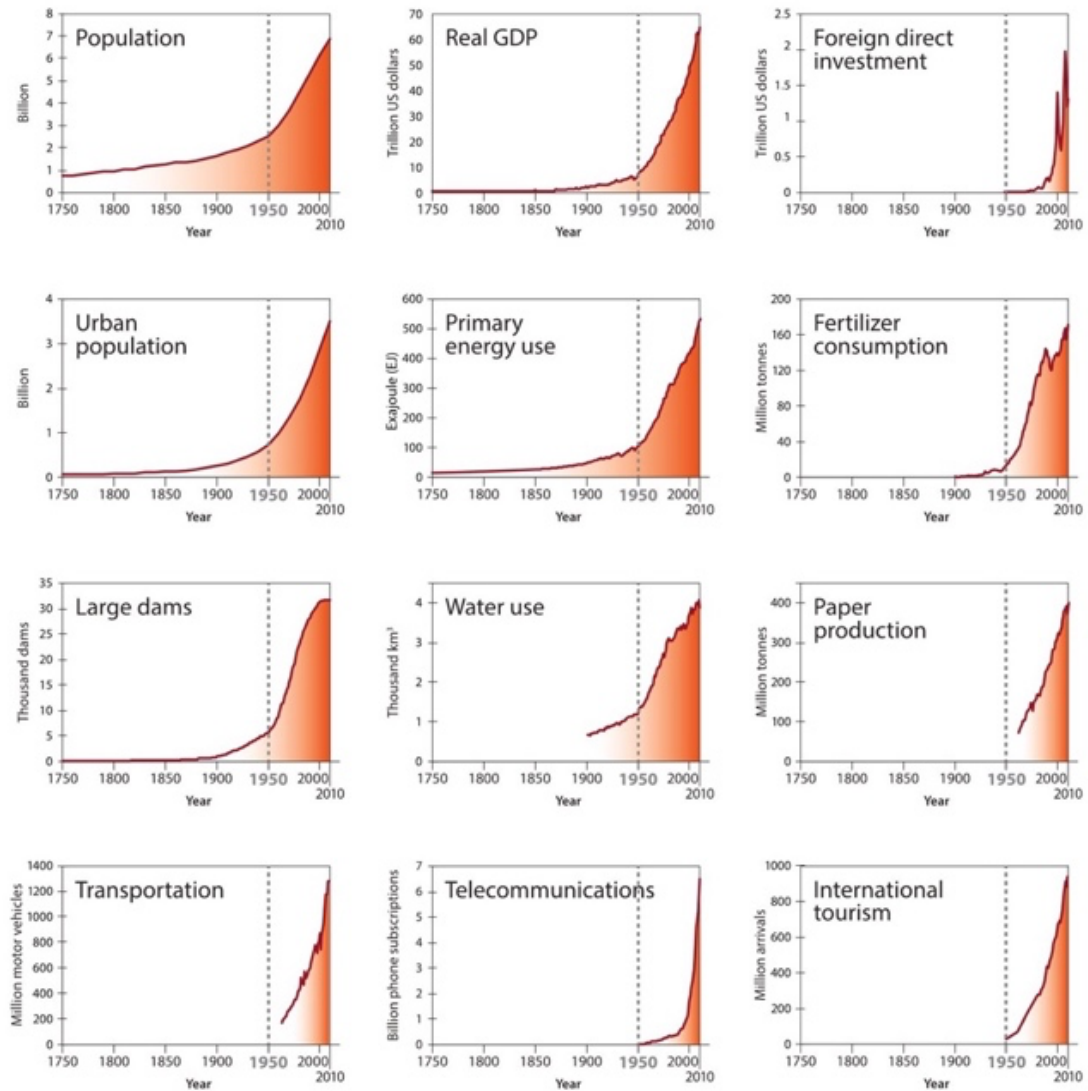 Population
Billion
8
7
6
5
4
3
2
1
0
1750 1800 1850 1900 1950 2000
2010
Year
Real GDP
Trillion US dollars
70
60
50
40
30
20
10
0
1750 1800 1850 1900 1950 2000
2010
Year
Foreign direct
investment
Trillion US dollars
2.5
2
1.5
1
0.5
0
1750 1800 1850 1900 1950 2000
2010
Year
Urban
population
Billion
4
3
2
1
0
1750 1800 1850 1900 1950 2000
2010
Year
Primary
energy use
Exajoule (EJ)
600
500
400
300
200
100
0
1750 1800 1850 1900 1950 2000
2010
Year
Fertilizer
consumption
Million tonnes
200
160
120
80
40
0
1750 1800 1850 1900 1950 2000
2010
Year
Large dams
Thousand dams
35
30
25
20
15
10
5
0
1750 1800 1850 1900 1950 2000
2010
Year
Water use
Thousand km³
4
3
2
1
0
1750 1800 1850 1900 1950 2000
2010
Year
Paper
production
Million tonnes
400
300
200
100
0
1750 1800 1850 1900 1950 2000
2010
Year
Transportation
Million motor vehicles
1400
1200
1000
800
600
400
200
0
1750 1800 1850 1900 1950 2000
2010
Year
Telecommunications
Billion phone subscriptions
7
6
5
4
3
2
1
0
1750 1800 1850 1900 1950 2000
2010
Year
International
tourism
Million arrivals
1000
800
600
400
200
0
1750 1800 1850 1900 1950 2000
2010
Year